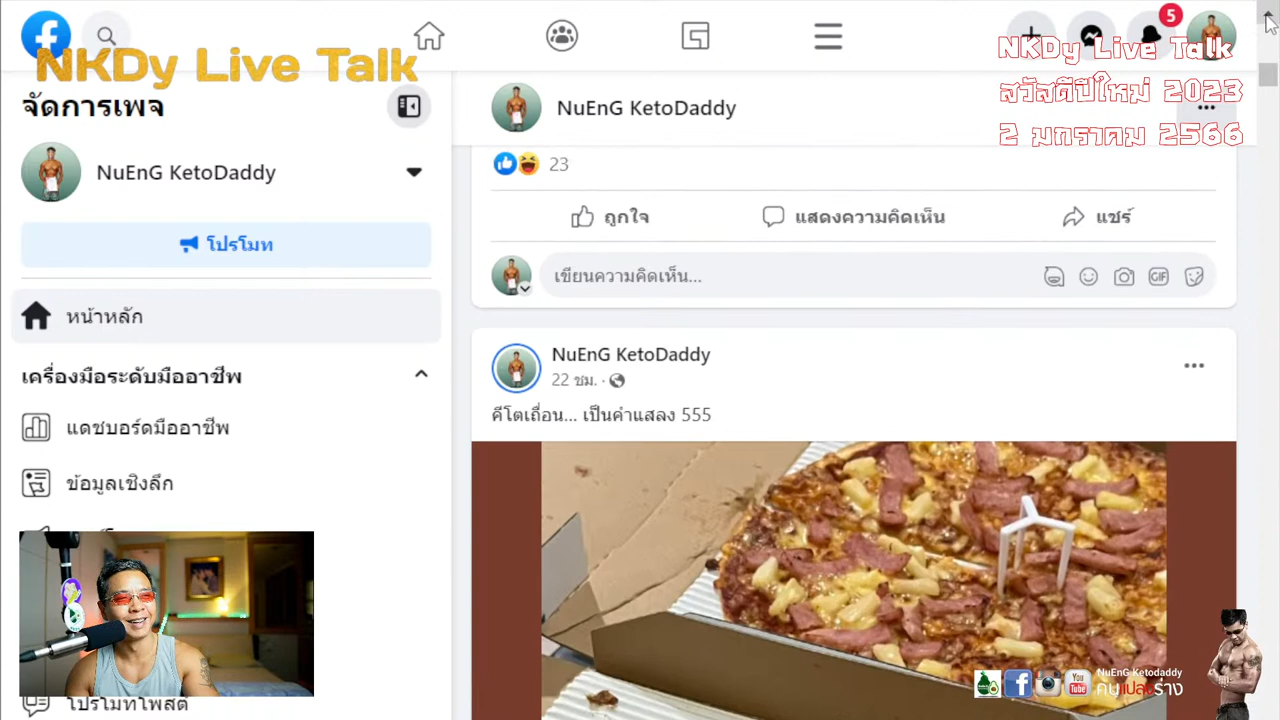 NKDy Live Talk
5
NKDy Live Talk
สวัสดีปีใหม่ 2023
2 มกราคม 2566
จัดการเพจ
NuEnG KetoDaddy
โปรโมท
หน้าหลัก
เครื่องมือระดับมืออาชีพ
แดชบอร์ดมืออาชีพ
ข้อมูลเชิงลึก
โปรโมทโพสต์
NuEnG KetoDaddy
23
ถูกใจ
แสดงความคิดเห็น
แชร์
เขียนความคิดเห็น...
GIF
NuEnG KetoDaddy
22 ชม.
คีโตเถื่อน... เป็นคำแสลง 555
NuEnG Ketodaddy
คนแปลงร่าง
You
Tube